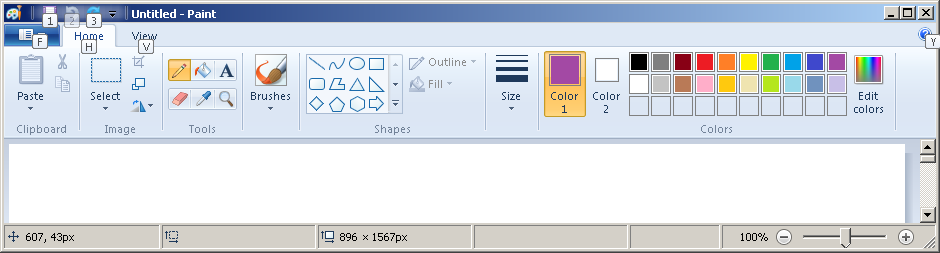 Untitled - Paint
1 2 3
F
Home
H
View
V
Y
Paste
Clipboard
Select
Image
A
Tools
Brushes
Outline
Fill
Shapes
Size
Color
1
Color
2
Colors
Edit
colors
607, 43px
896 × 1567px
100%